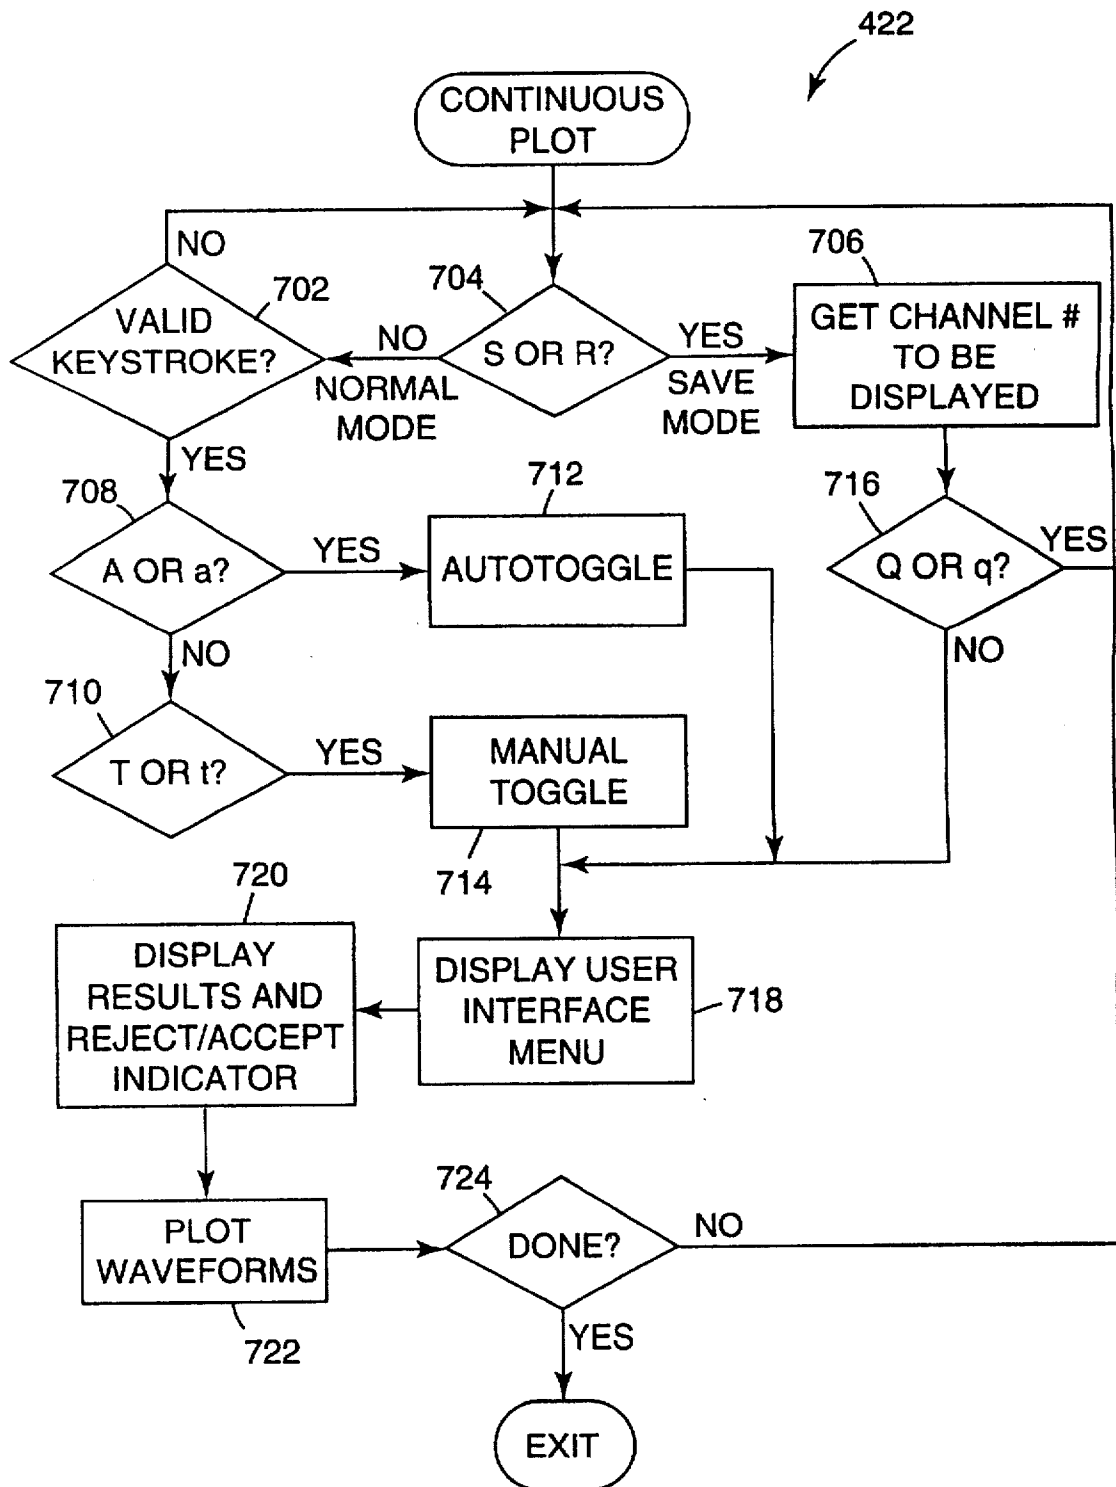 422
CONTINUOUS
PLOT
NO
702
VALID
KEYSTROKE?
704
S OR R?
NO
NORMAL
MODE
YES
SAVE
MODE
706
GET CHANNEL #
TO BE
DISPLAYED
YES
708
A OR a?
YES
712
AUTOTOGGLE
716
Q OR q?
YES
NO
NO
710
T OR t?
YES
MANUAL
TOGGLE
714
720
DISPLAY
RESULTS AND
REJECT/ACCEPT
INDICATOR
DISPLAY USER
INTERFACE
MENU
718
PLOT
WAVEFORMS
722
724
DONE?
NO
YES
EXIT